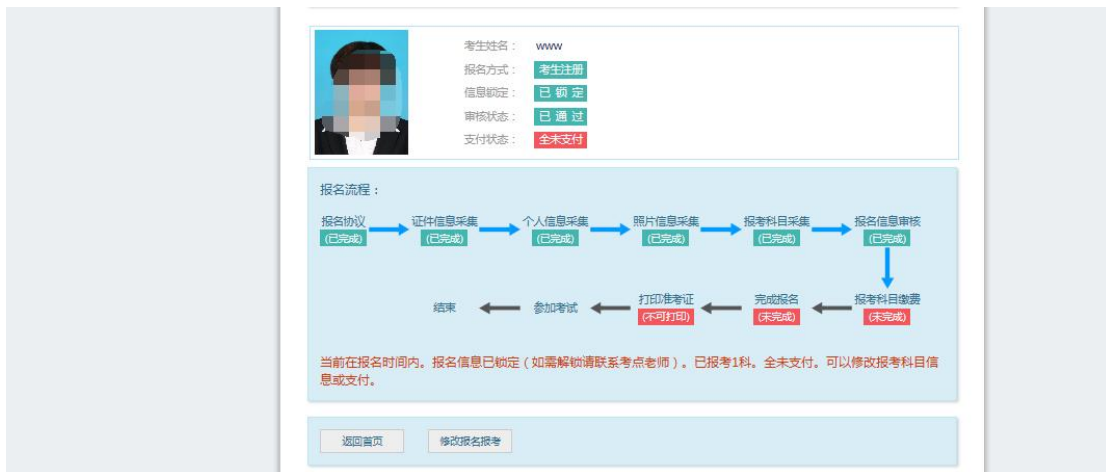 考生姓名： www
报名方式： 考生注册
信息锁定： 已 锁 定
审核状态： 已 通 过
支付状态： 全未支付
报名流程：
报名协议 证件信息采集 个人信息采集 照片信息采集 报考科目采集 报名信息审核
(已完成) (已完成) (已完成) (已完成) (已完成) (已完成)
结束 参加考试 打印准考证 完成报名 报考科目缴费
(不可打印) (未完成) (未完成)
当前在报名时间内。报名信息已锁定（如需解锁请联系考点老师）。已报考1科。全未支付。可以修改报考科目信
息或支付。
返回首页 修改报名报考